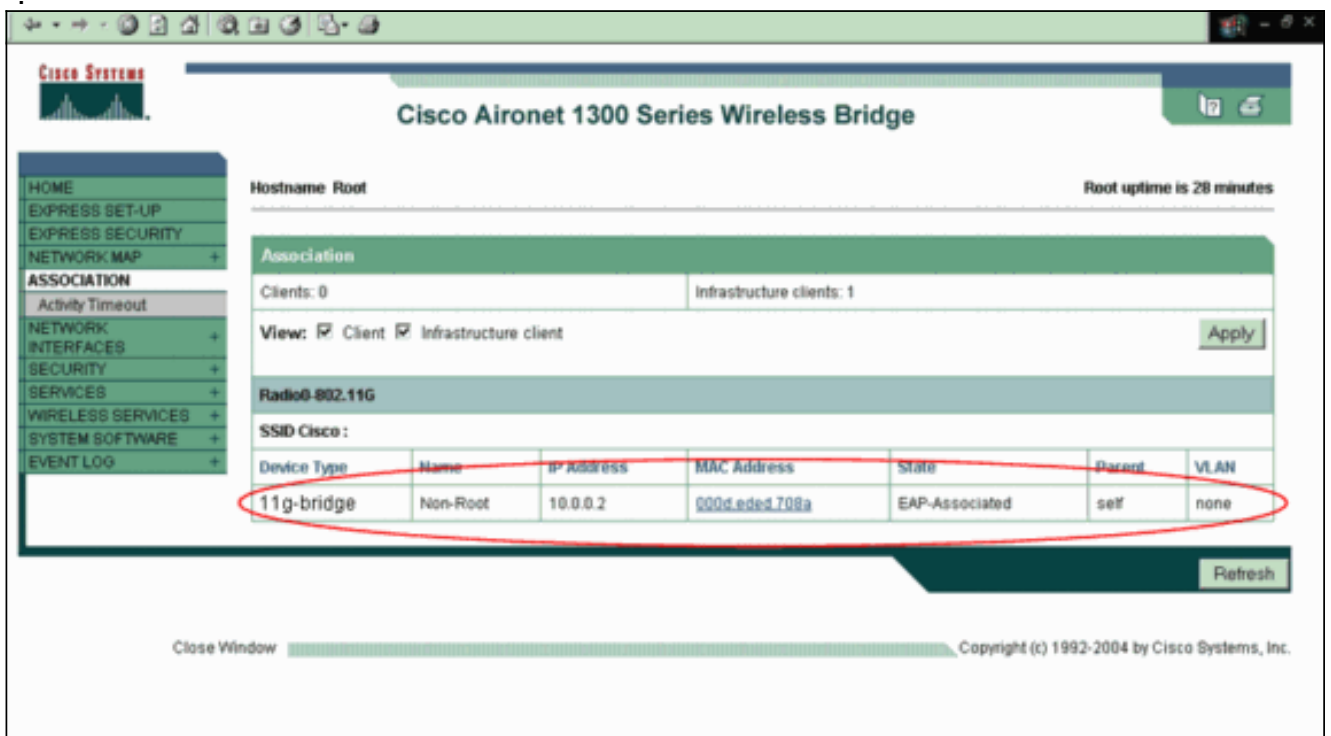 CISCO SYSTEMS
Cisco Aironet 1300 Series Wireless Bridge
HOME
EXPRESS SET-UP
EXPRESS SECURITY
NETWORK MAP +
ASSOCIATION
Activity Timeout
NETWORK INTERFACES +
SECURITY +
SERVICES +
WIRELESS SERVICES +
SYSTEM SOFTWARE +
EVENT LOG +
Hostname Root Root uptime is 28 minutes
Association
Clients: 0 Infrastructure clients: 1
View: Client Infrastructure client Apply
Radio0-802.11G
SSID Cisco :
Device Type Name IP Address MAC Address State Parent VLAN
11g-bridge Non-Root 10.0.0.2 000d.eded.708a EAP-Associated self none
Refresh
Close Window Copyright (c) 1992-2004 by Cisco Systems, Inc.